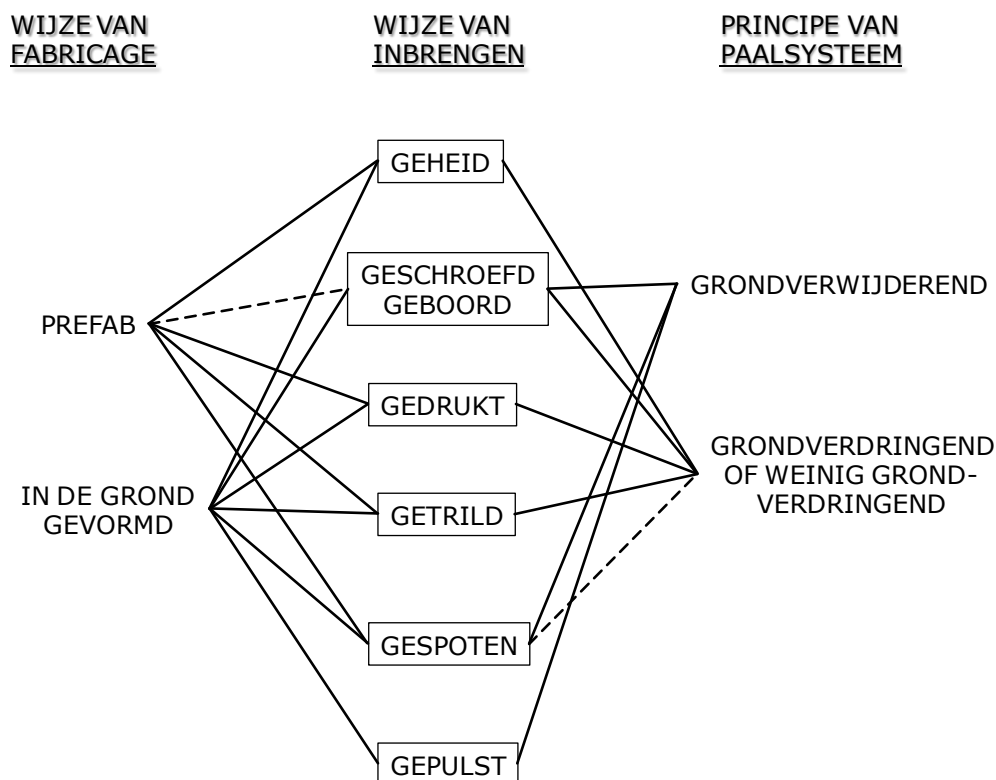 WIJZE VAN
FABRICAGE
WIJZE VAN
INBRENGEN
PRINCIPE VAN
PAALSYSTEEM
GEHEID
GESCHROEFD
GEBOORD
GRONDVERWIJDEREND
PREFAB
GEDRUKT
GRONDVERDRINGEND
OF WEINIG GROND-
VERDRINGEND
IN DE GROND
GEVORMD
GETRILD
GESPOTEN
GEPULST